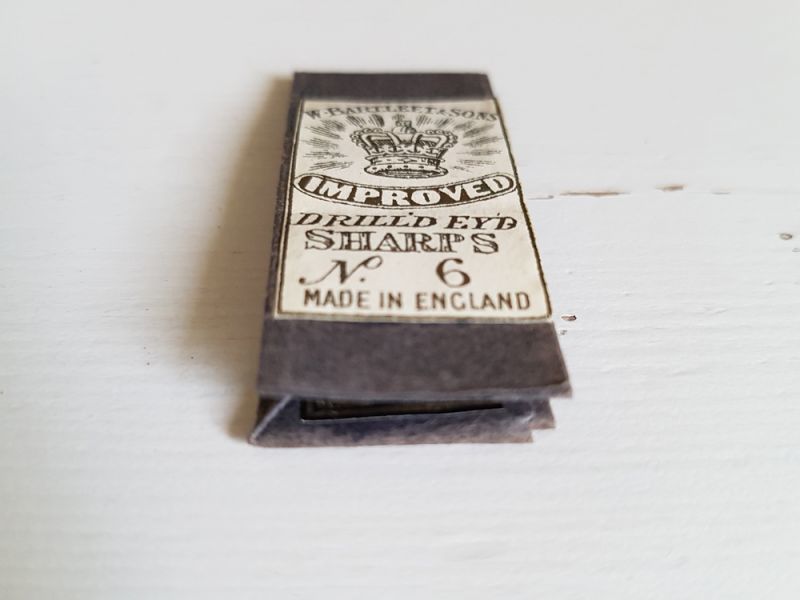 W. BARTLEET & SONS
IMPROVED
DRILL'D EY'D
SHARPS
No. 6
MADE IN ENGLAND